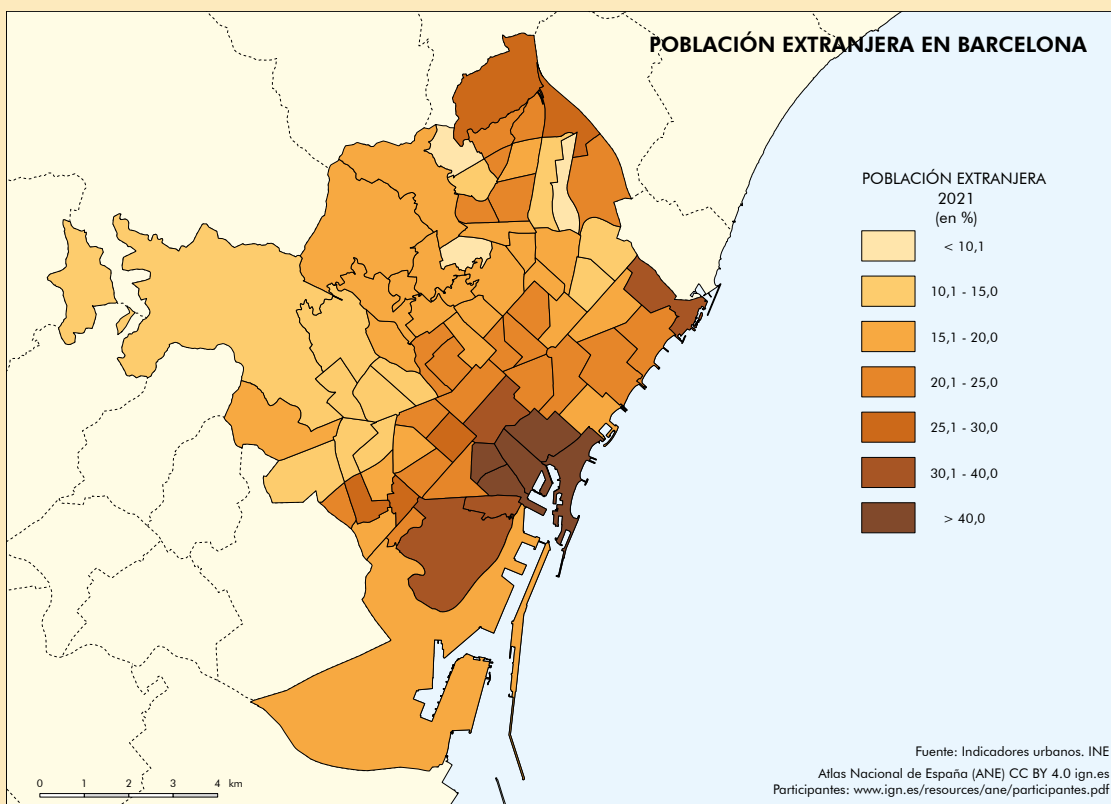 POBLACIÓN EXTRANJERA EN BARCELONA
POBLACIÓN EXTRANJERA
2021
(en %)
< 10,1
10,1 - 15,0
15,1 - 20,0
20,1 - 25,0
25,1 - 30,0
30,1 - 40,0
> 40,0
0 1 2 3 4 km
Fuente: Indicadores urbanos. INE
Atlas Nacional de España (ANE) CC BY 4.0 ign.es
Participantes: www.ign.es/resources/ane/participantes.pdf